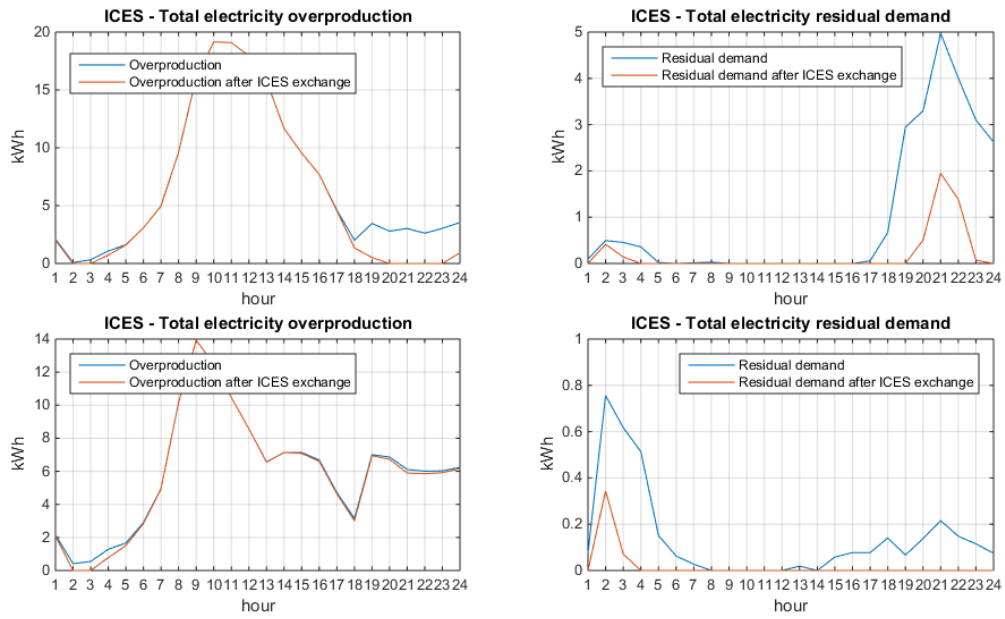 ICES - Total electricity overproduction
20
15
10
5
0
kWh
Overproduction
Overproduction after ICES exchange
1 2 3 4 5 6 7 8 9 10 11 12 13 14 15 16 17 18 19 20 21 22 23 24
hour
ICES - Total electricity residual demand
5
4
3
2
1
0
kWh
Residual demand
Residual demand after ICES exchange
1 2 3 4 5 6 7 8 9 10 11 12 13 14 15 16 17 18 19 20 21 22 23 24
hour
ICES - Total electricity overproduction
14
12
10
8
6
4
2
0
kWh
Overproduction
Overproduction after ICES exchange
1 2 3 4 5 6 7 8 9 10 11 12 13 14 15 16 17 18 19 20 21 22 23 24
hour
ICES - Total electricity residual demand
1
0.8
0.6
0.4
0.2
0
kWh
Residual demand
Residual demand after ICES exchange
1 2 3 4 5 6 7 8 9 10 11 12 13 14 15 16 17 18 19 20 21 22 23 24
hour